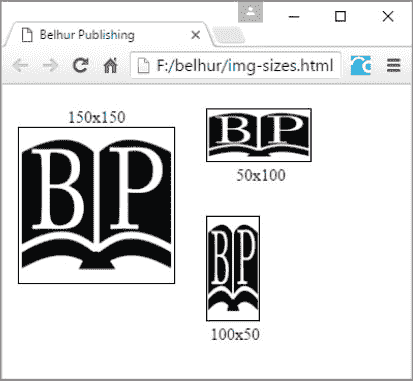 Belhur Publishing
F:/belhur/img-sizes.html
150x150
BP
BP
50x100
BP
100x50